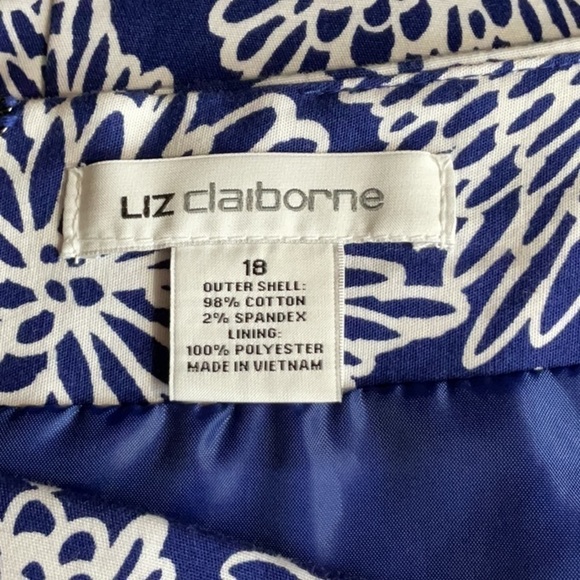 LIZ claiborne
18
OUTER SHELL:
98% COTTON
2% SPANDEX
LINING:
100% POLYESTER
MADE IN VIETNAM